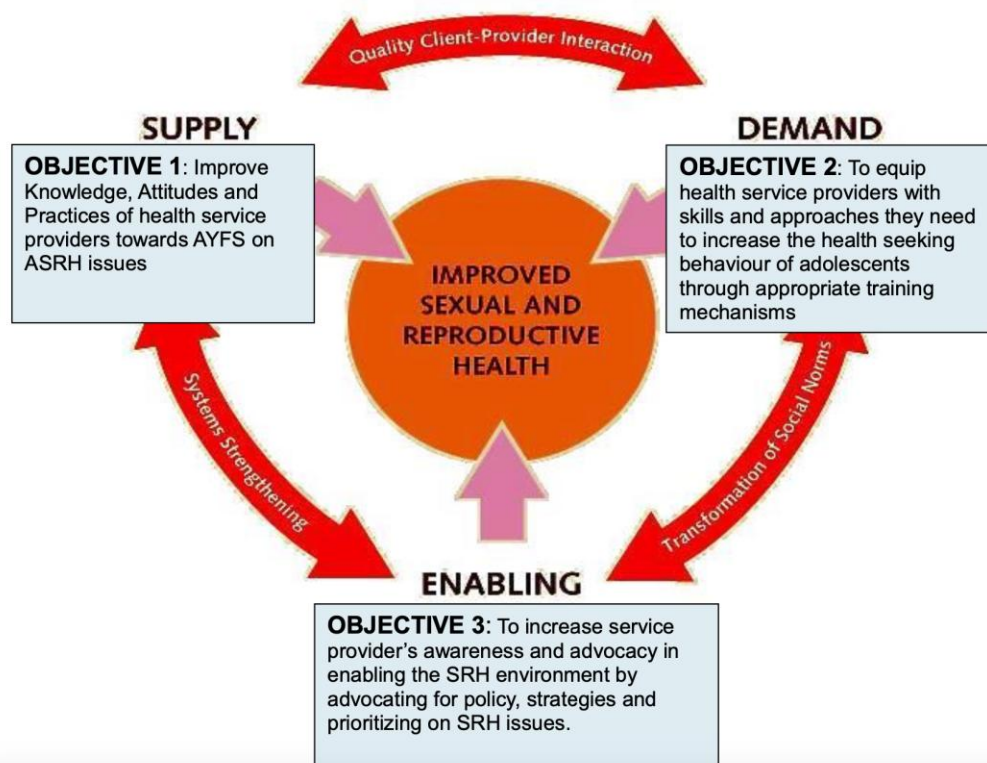 Quality Client-Provider Interaction
SUPPLY
OBJECTIVE 1: Improve
Knowledge, Attitudes and
Practices of health service
providers towards AYFS on
ASRH issues
DEMAND
OBJECTIVE 2: To equip
health service providers with
skills and approaches they need
to increase the health seeking
behaviour of adolescents
through appropriate training
mechanisms
IMPROVED
SEXUAL AND
REPRODUCTIVE
HEALTH
Systems Strengthening
Transformation of Social Norms
ENABLING
OBJECTIVE 3: To increase service
provider’s awareness and advocacy in
enabling the SRH environment by
advocating for policy, strategies and
prioritizing on SRH issues.